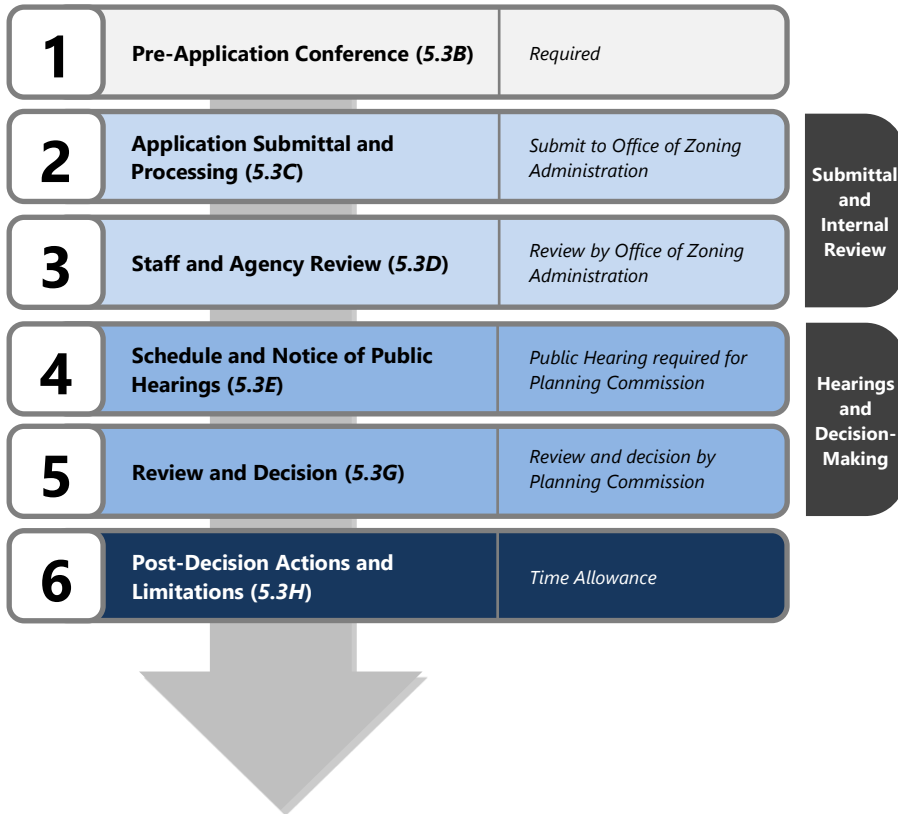 1
Pre-Application Conference (5.3B)
Required
2
Application Submittal and
Processing (5.3C)
Submit to Office of Zoning
Administration
3
Staff and Agency Review (5.3D)
Review by Office of Zoning
Administration
Submittal
and
Internal
Review
4
Schedule and Notice of Public
Hearings (5.3E)
Public Hearing required for
Planning Commission
5
Review and Decision (5.3G)
Review and decision by
Planning Commission
Hearings
and
Decision-
Making
6
Post-Decision Actions and
Limitations (5.3H)
Time Allowance